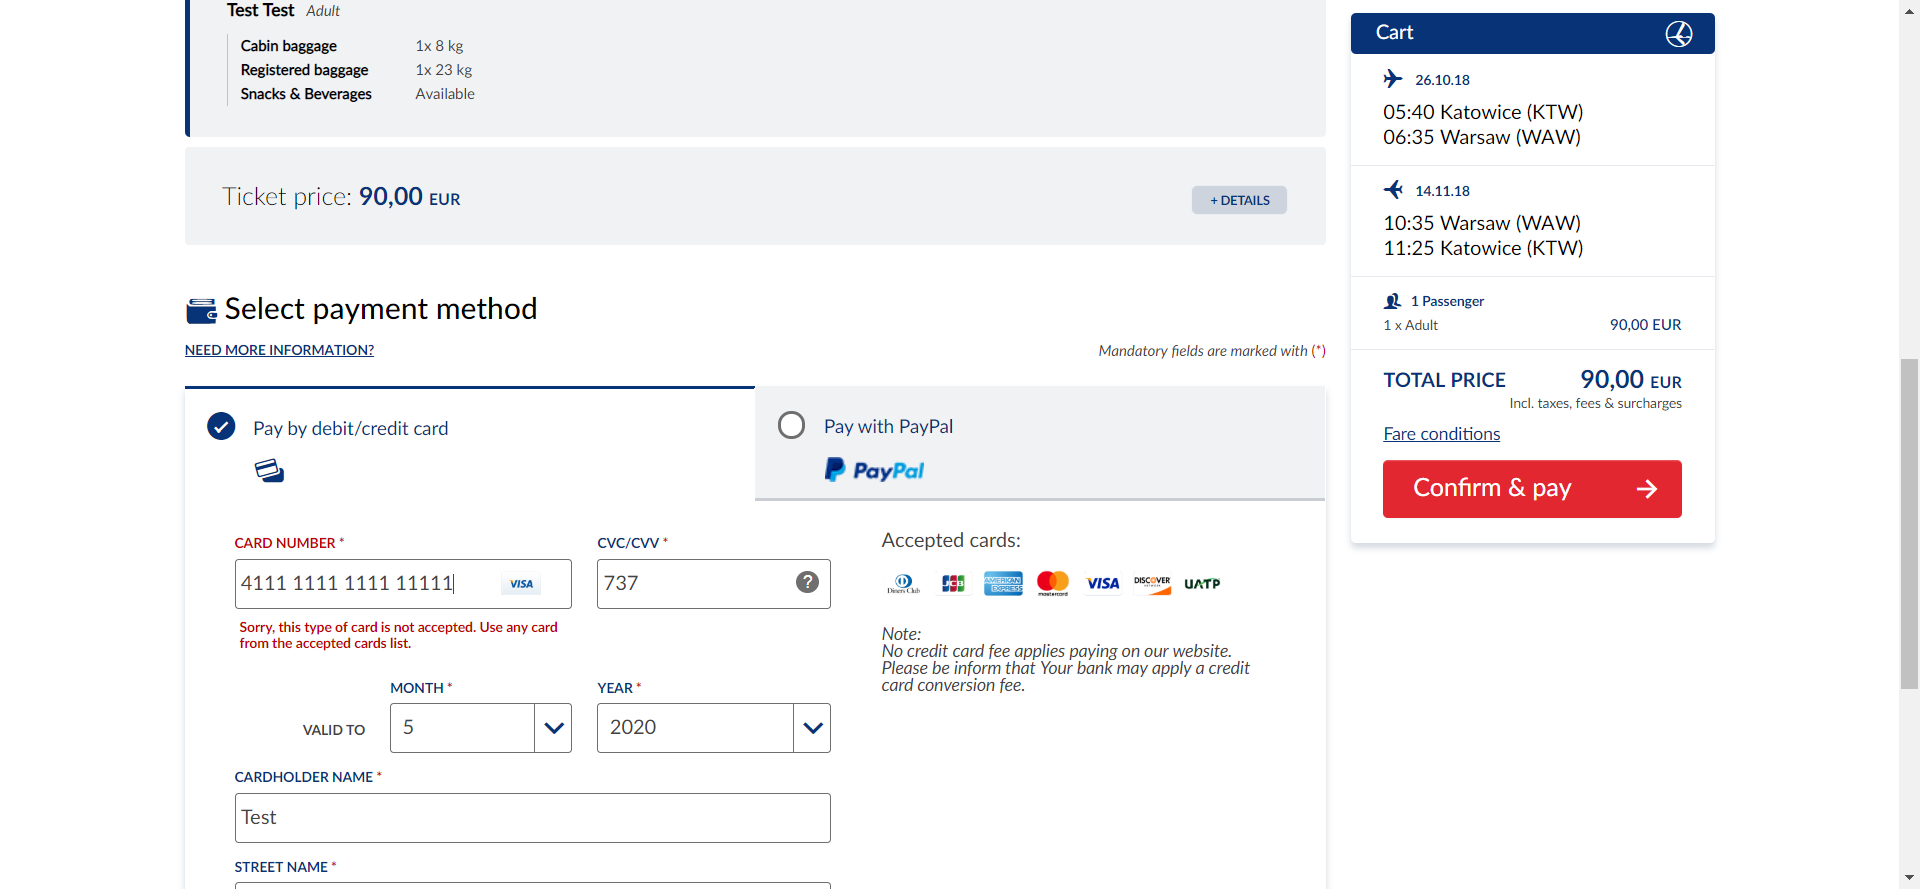 Test Test Adult
Cabin baggage 1x 8 kg
Registered baggage 1x 23 kg
Snacks & Beverages Available
Ticket price: 90,00 EUR
+ DETAILS
Select payment method
NEED MORE INFORMATION?
Mandatory fields are marked with (*)
Pay by debit/credit card
Pay with PayPal
PayPal
CARD NUMBER *
CVC/CVV *
4111 1111 1111 11111
VISA
737
?
Sorry, this type of card is not accepted. Use any card
from the accepted cards list.
MONTH *
YEAR *
VALID TO
5
2020
CARDHOLDER NAME *
Test
STREET NAME *
Accepted cards:
Diners Club
JCB
AMERICAN EXPRESS
mastercard
VISA
DISCOVER
UATP
Note:
No credit card fee applies paying on our website.
Please be inform that Your bank may apply a credit
card conversion fee.
Cart
26.10.18
05:40 Katowice (KTW)
06:35 Warsaw (WAW)
14.11.18
10:35 Warsaw (WAW)
11:25 Katowice (KTW)
1 Passenger
1 x Adult 90,00 EUR
TOTAL PRICE 90,00 EUR
Incl. taxes, fees & surcharges
Fare conditions
Confirm & pay